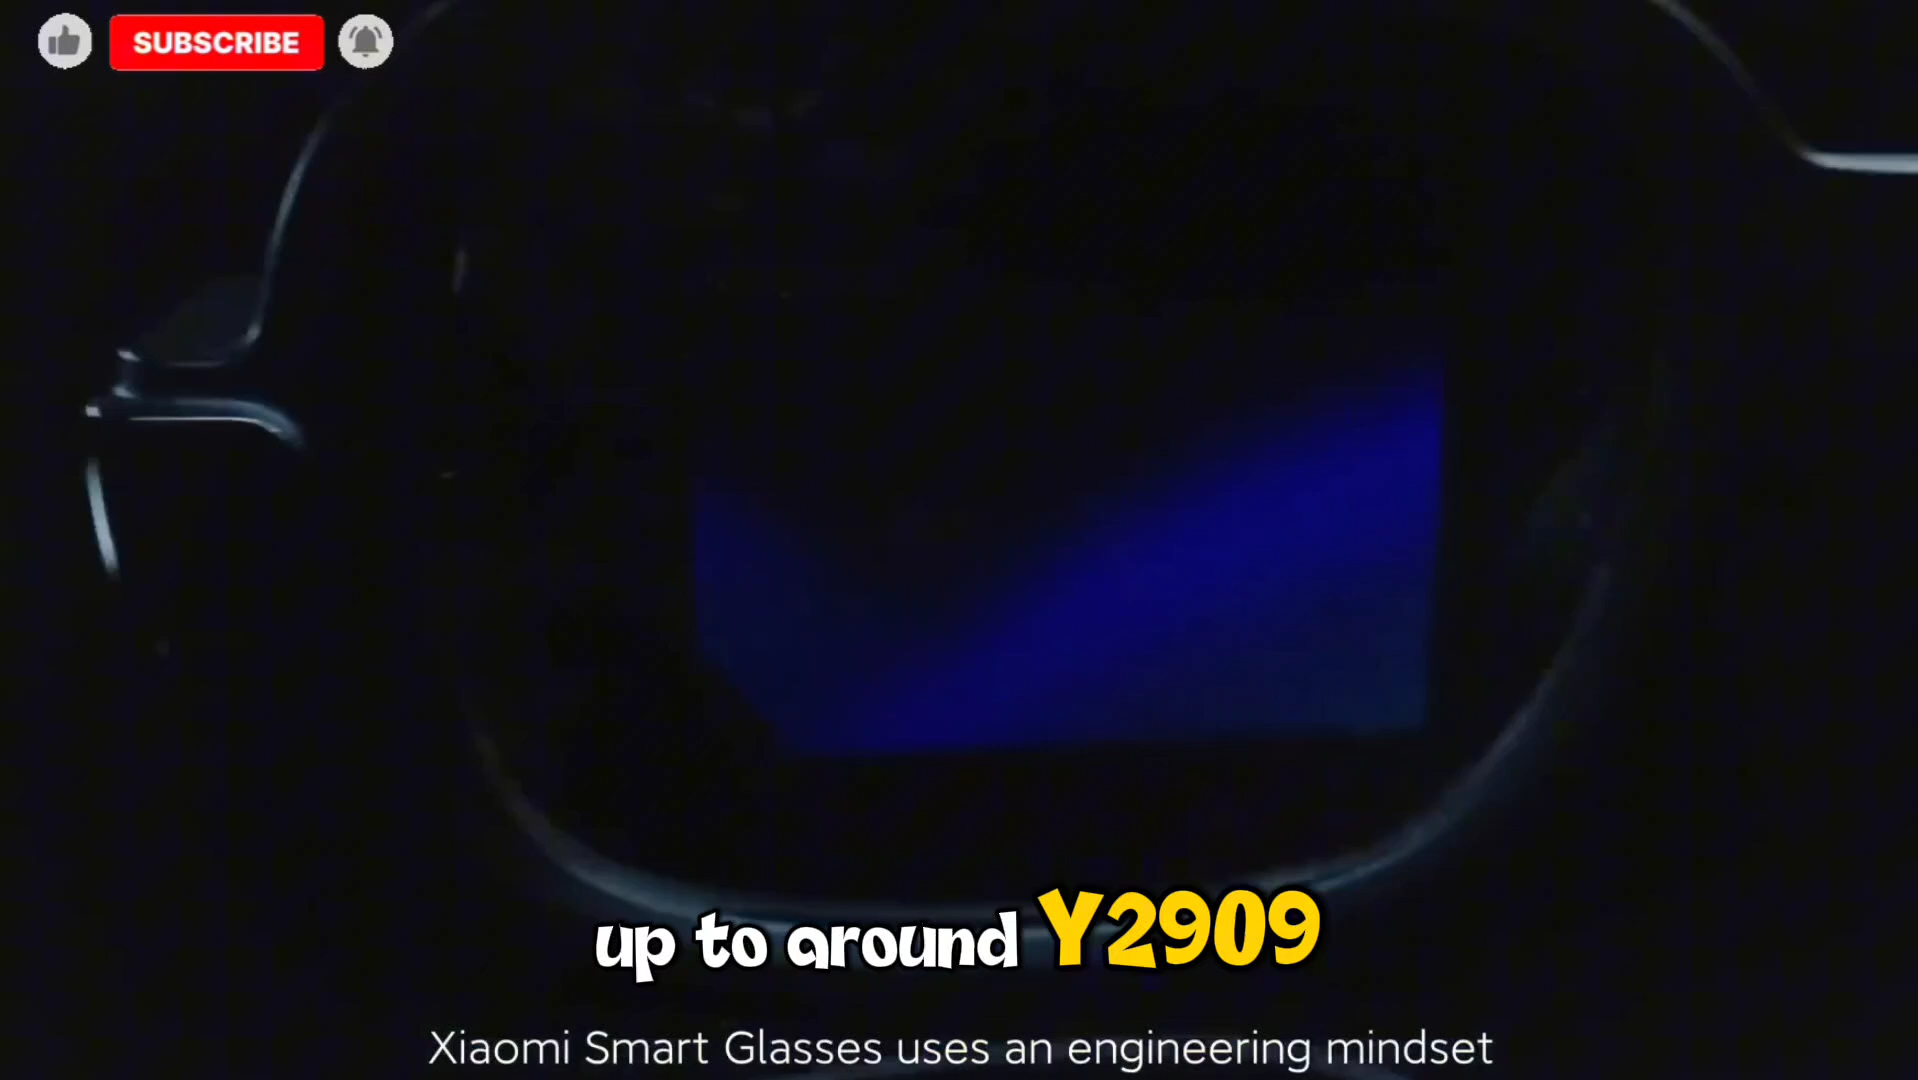 SUBSCRIBE
up to around Y2909
Xiaomi Smart Glasses uses an engineering mindset